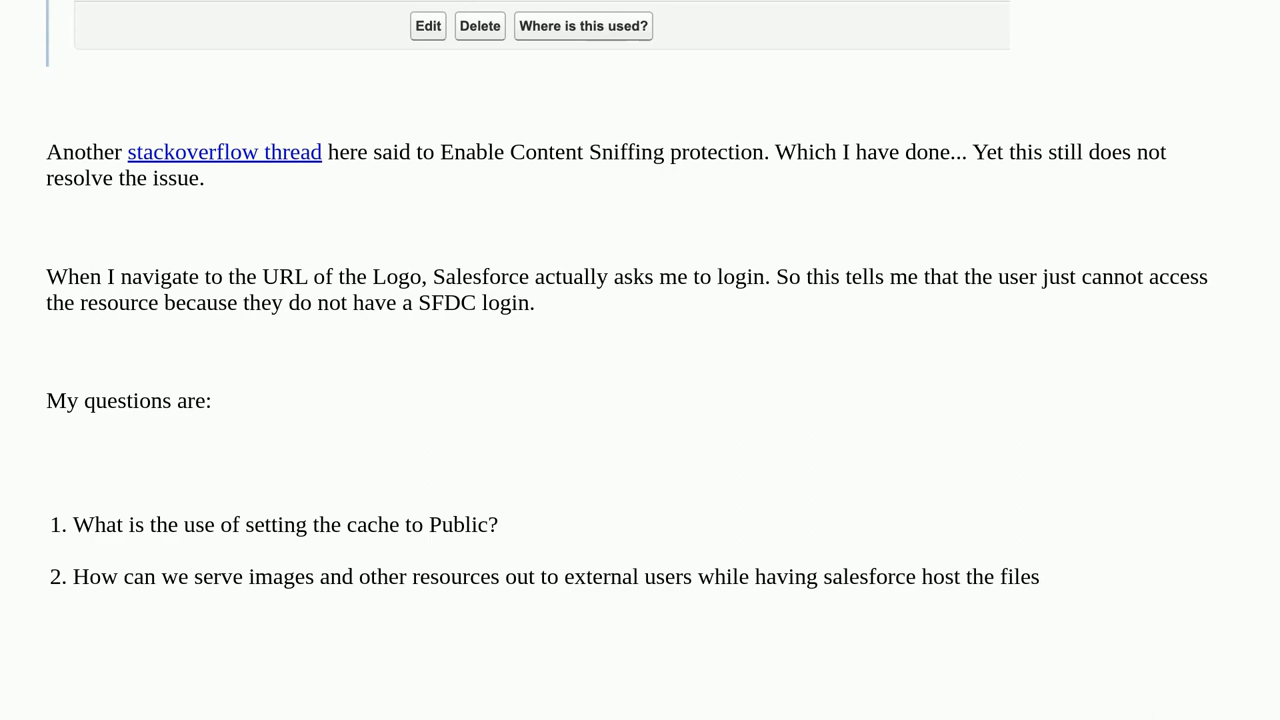 Edit Delete Where is this used?
Another stackoverflow thread here said to Enable Content Sniffing protection. Which I have done... Yet this still does not
resolve the issue.
When I navigate to the URL of the Logo, Salesforce actually asks me to login. So this tells me that the user just cannot access
the resource because they do not have a SFDC login.
My questions are:
1. What is the use of setting the cache to Public?
2. How can we serve images and other resources out to external users while having salesforce host the files